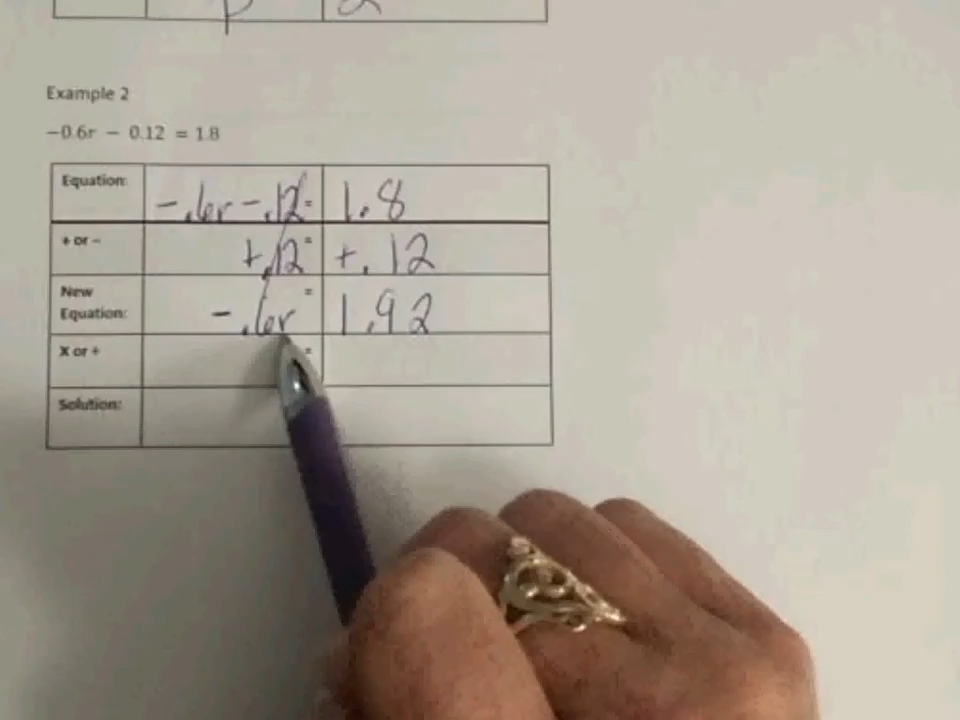 p 2
Example 2
−0.6r − 0.12 = 1.8
Equation: -.6r -.12 = 1.8
+ or − +.12 = +.12
New Equation: -.6r = 1.92
X or ÷ =
Solution: